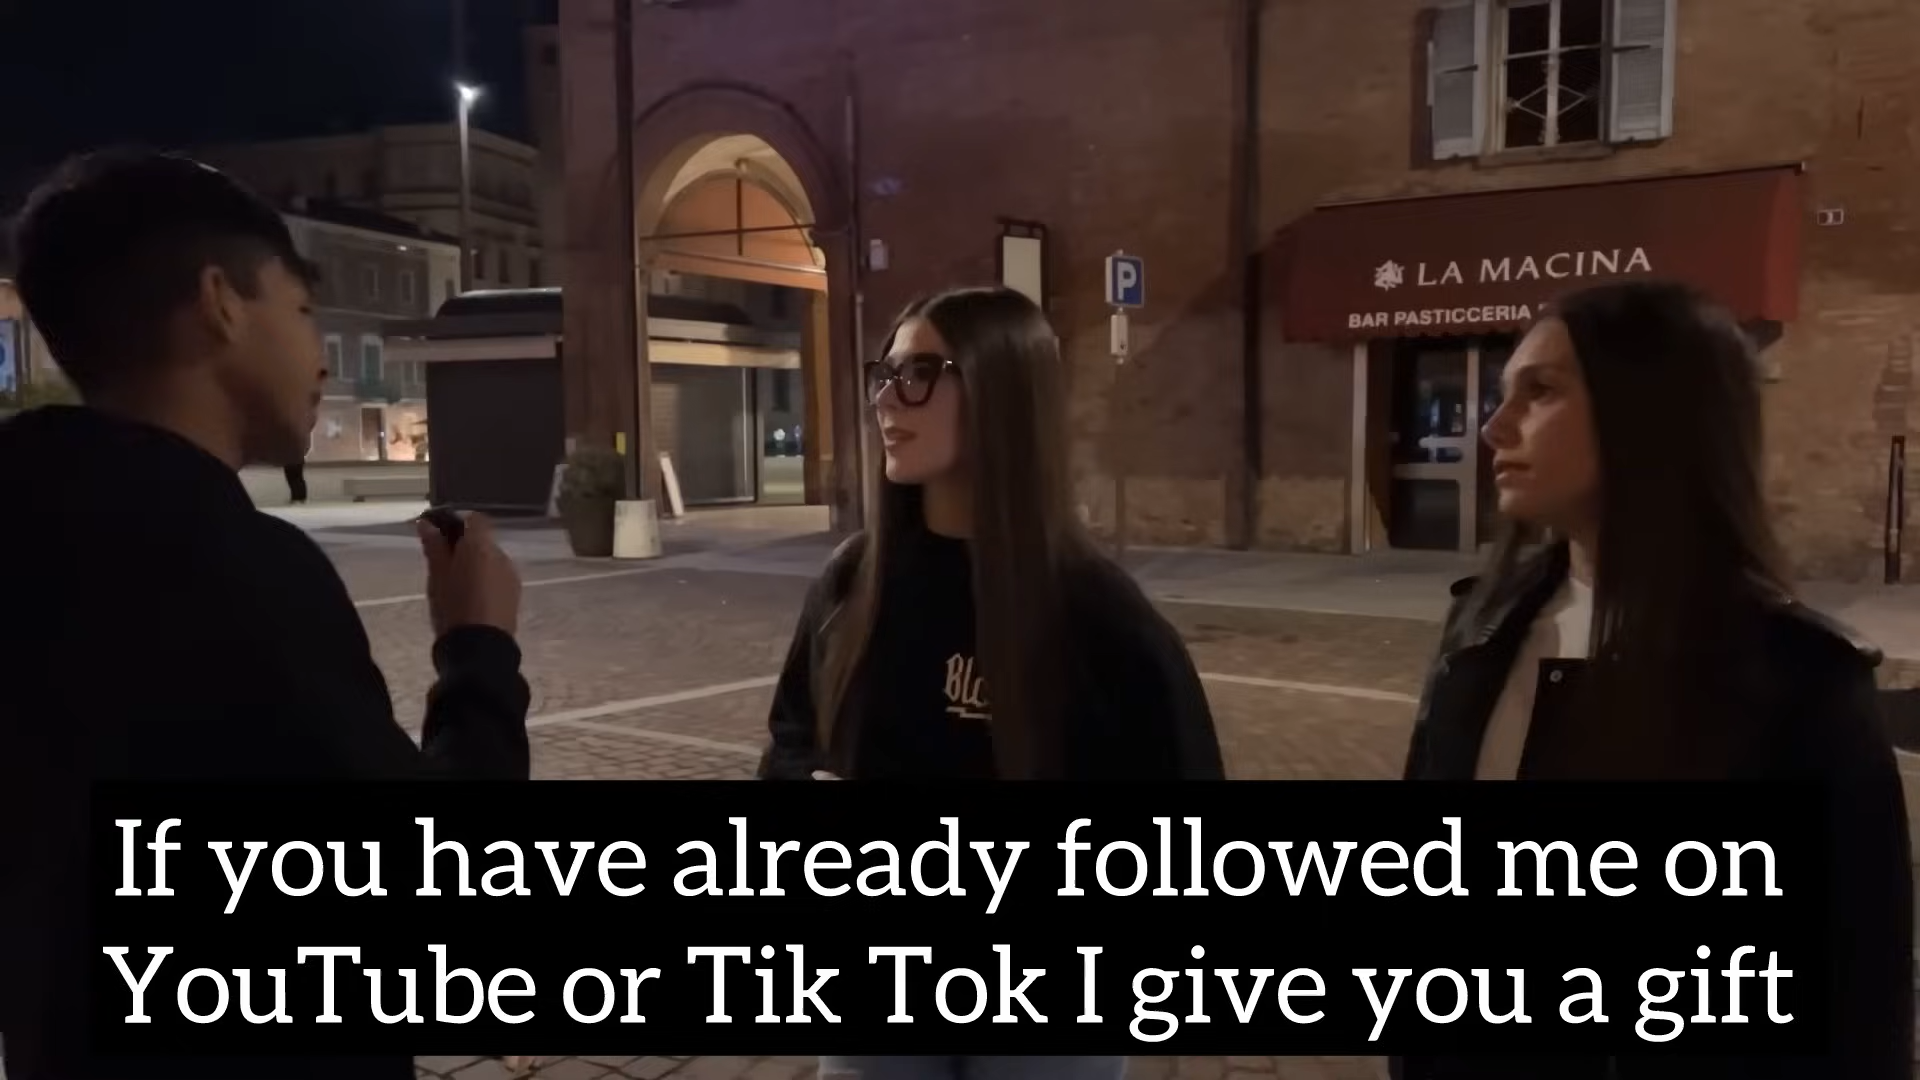 P
LA MACINA
BAR PASTICCERIA
If you have already followed me on
YouTube or Tik Tok I give you a gift